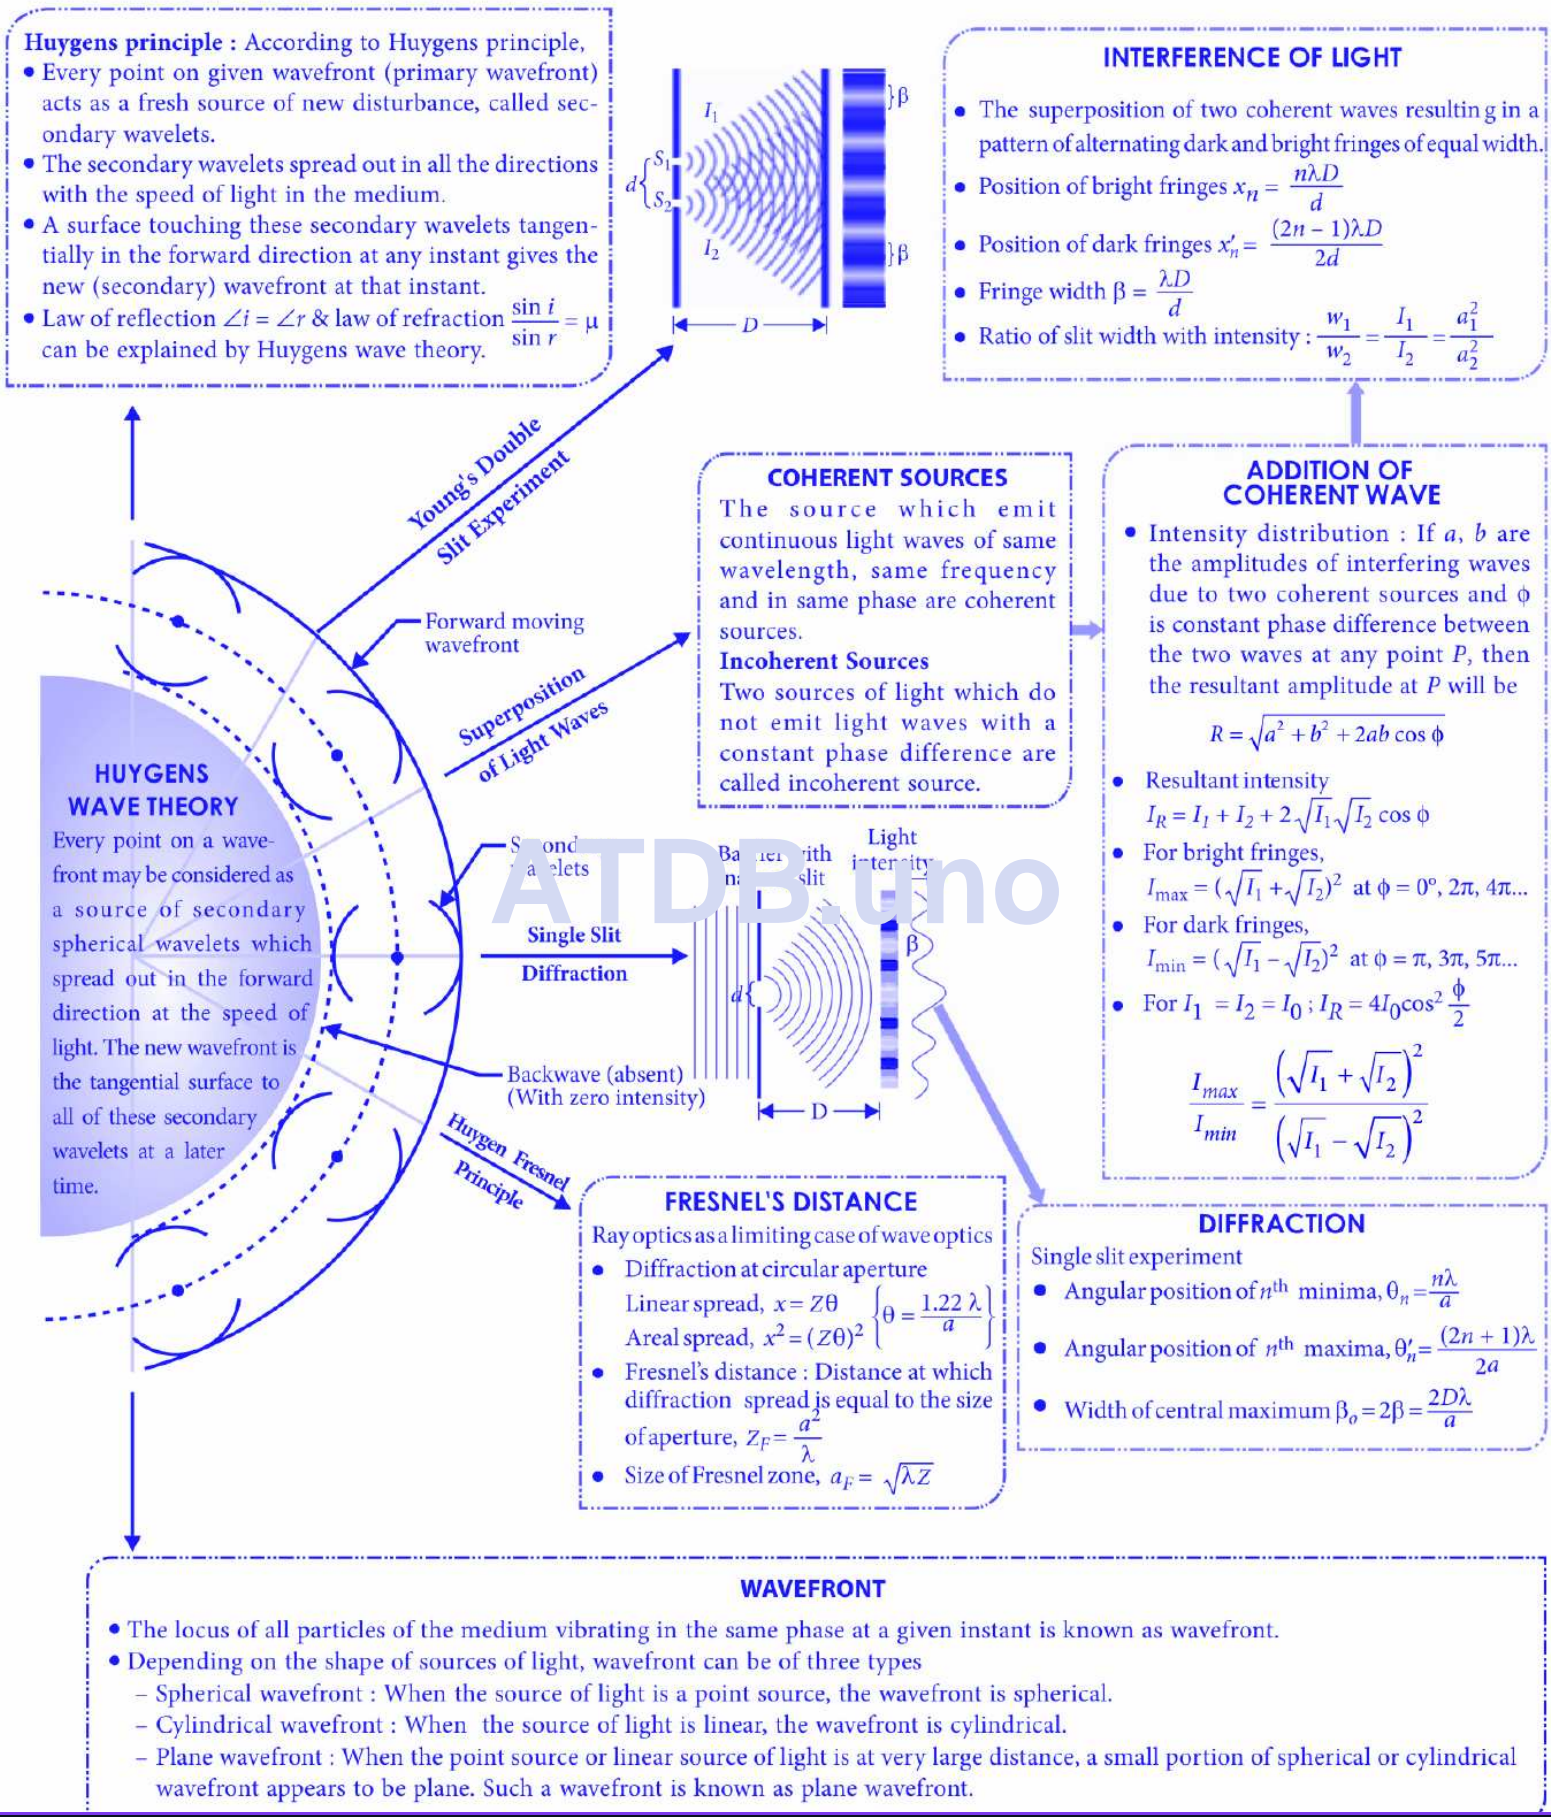 Huygens principle : According to Huygens principle,
• Every point on given wavefront (primary wavefront)
acts as a fresh source of new disturbance, called sec-
ondary wavelets.
• The secondary wavelets spread out in all the directions
with the speed of light in the medium.
• A surface touching these secondary wavelets tangen-
tially in the forward direction at any instant gives the
new (secondary) wavefront at that instant.
• Law of reflection ∠i = ∠r & law of refraction sin i / sin r = μ
can be explained by Huygens wave theory.
I₁
S₁
d
S₂
I₂
D
β
β
INTERFERENCE OF LIGHT
• The superposition of two coherent waves resulting in a
pattern of alternating dark and bright fringes of equal width.
• Position of bright fringes xₙ = nλD / d
• Position of dark fringes x′ₙ = (2n – 1)λD / 2d
• Fringe width β = λD / d
• Ratio of slit width with intensity : w₁ / w₂ = I₁ / I₂ = a₁² / a₂²
Young's Double
Slit Experiment
Forward moving
wavefront
Superposition
of Light Waves
COHERENT SOURCES
The source which emit
continuous light waves of same
wavelength, same frequency
and in same phase are coherent
sources.
Incoherent Sources
Two sources of light which do
not emit light waves with a
constant phase difference are
called incoherent source.
ADDITION OF
COHERENT WAVE
• Intensity distribution : If a, b are
the amplitudes of interfering waves
due to two coherent sources and ϕ
is constant phase difference between
the two waves at any point P, then
the resultant amplitude at P will be
R = √(a² + b² + 2ab cos ϕ)
• Resultant intensity
I_R = I₁ + I₂ + 2√I₁√I₂ cos ϕ
• For bright fringes,
I_max = (√I₁ + √I₂)² at ϕ = 0°, 2π, 4π...
• For dark fringes,
I_min = (√I₁ – √I₂)² at ϕ = π, 3π, 5π...
• For I₁ = I₂ = I₀ ; I_R = 4I₀cos² ϕ/2
I_max / I_min = (√I₁ + √I₂)² / (√I₁ – √I₂)²
HUYGENS
WAVE THEORY
Every point on a wave-
front may be considered as
a source of secondary
spherical wavelets which
spread out in the forward
direction at the speed of
light. The new wavefront is
the tangential surface to
all of these secondary
wavelets at a later
time.
ATDB.uno
Single Slit
Diffraction
slit
Light
intensity
β
d
D
Backwave (absent)
(With zero intensity)
Huygen Fresnel
Principle
FRESNEL'S DISTANCE
Ray optics as a limiting case of wave optics
• Diffraction at circular aperture
Linear spread, x = Zθ {θ = 1.22 λ / a}
Areal spread, x² = (Zθ)²
• Fresnel's distance : Distance at which
diffraction spread is equal to the size
of aperture, Z_F = a² / λ
• Size of Fresnel zone, a_F = √λZ
DIFFRACTION
Single slit experiment
• Angular position of nth minima, θₙ = nλ / a
• Angular position of nth maxima, θ′ₙ = (2n + 1)λ / 2a
• Width of central maximum βₒ = 2β = 2Dλ / a
WAVEFRONT
• The locus of all particles of the medium vibrating in the same phase at a given instant is known as wavefront.
• Depending on the shape of sources of light, wavefront can be of three types
– Spherical wavefront : When the source of light is a point source, the wavefront is spherical.
– Cylindrical wavefront : When the source of light is linear, the wavefront is cylindrical.
– Plane wavefront : When the point source or linear source of light is at very large distance, a small portion of spherical or cylindrical
wavefront appears to be plane. Such a wavefront is known as plane wavefront.